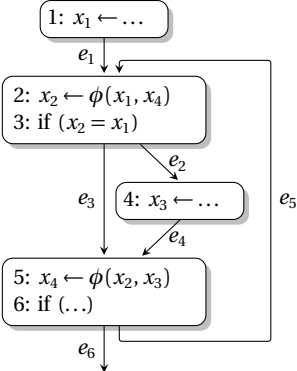 1: x₁ ← ...
e₁
2: x₂ ← ϕ(x₁, x₄)
3: if (x₂ = x₁)
e₂
e₃
4: x₃ ← ...
e₅
e₄
5: x₄ ← ϕ(x₂, x₃)
6: if (...)
e₆